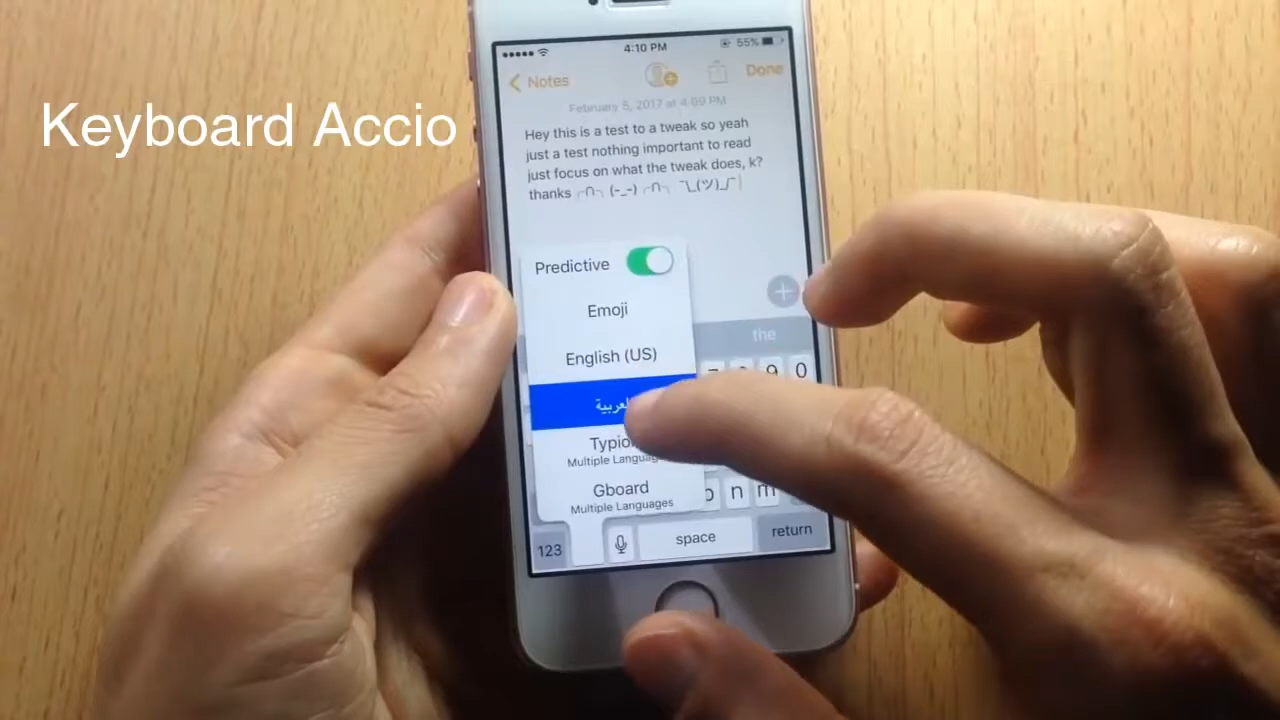 Keyboard Accio
4:10 PM
55%
Notes
Done
February 5, 2017 at 4:09 PM
Hey this is a test to a tweak so yeah
just a test nothing important to read
just focus on what the tweak does, k?
thanks ╭∩╮(-_-)╭∩╮ ¯\_(ツ)_/¯
Predictive
Emoji
the
English (US)
9 0
Multiple Languages
Gboard
Multiple Languages
n m
123
space
return